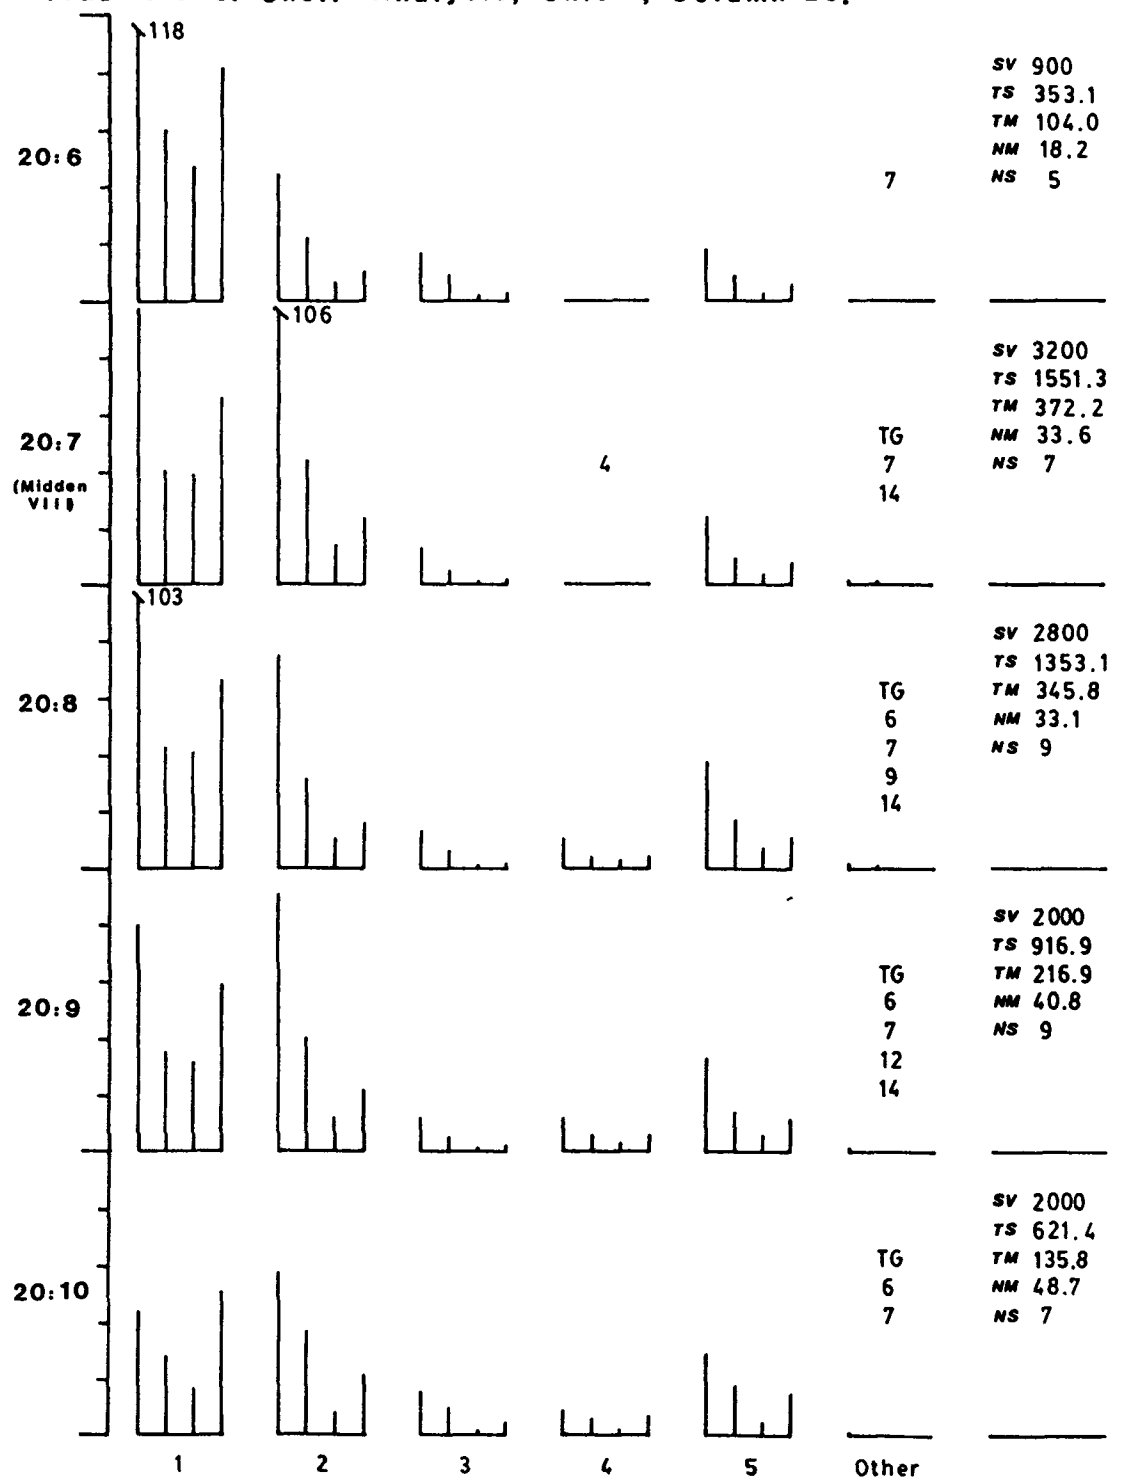 118
20:6
7
SV 900
TS 353.1
TM 104.0
NM 18.2
NS 5
106
20:7
(Midden
VIII)
4
TG
7
14
SV 3200
TS 1551.3
TM 372.2
NM 33.6
NS 7
103
20:8
TG
6
7
9
14
SV 2800
TS 1353.1
TM 345.8
NM 33.1
NS 9
20:9
TG
6
7
12
14
SV 2000
TS 916.9
TM 216.9
NM 40.8
NS 9
20:10
TG
6
7
SV 2000
TS 621.4
TM 135.8
NM 48.7
NS 7
1 2 3 4 5 Other